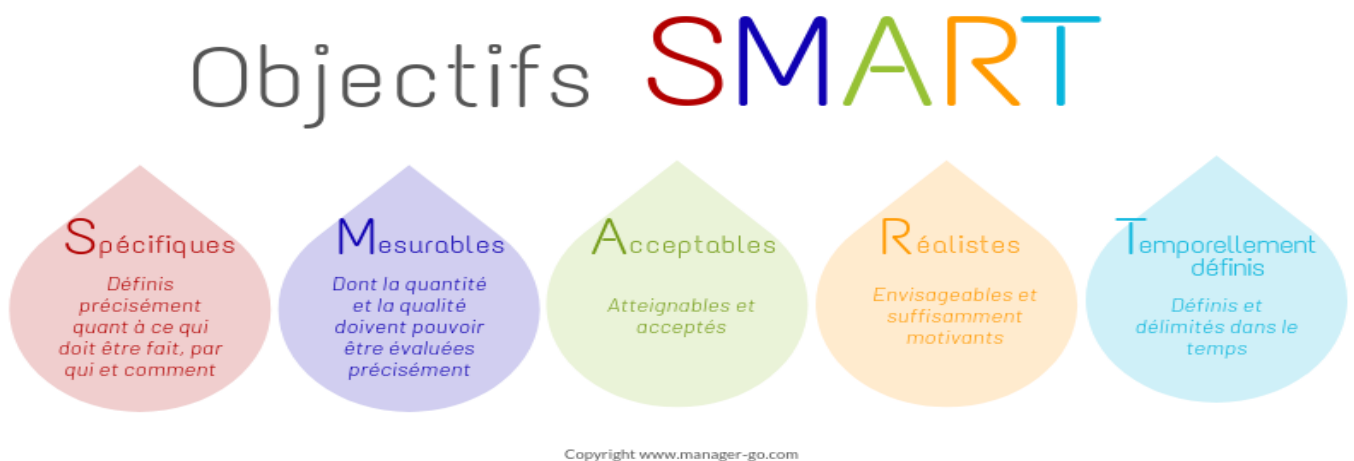 Objectifs SMART
Spécifiques
Définis
précisément
quant à ce qui
doit être fait, par
qui et comment
Mesurables
Dont la quantité
et la qualité
doivent pouvoir
être évaluées
précisément
Acceptables
Atteignables et
acceptés
Réalistes
Envisageables et
suffisamment
motivants
Temporellement
définis
Définis et
délimités dans le
temps
Copyright www.manager-go.com